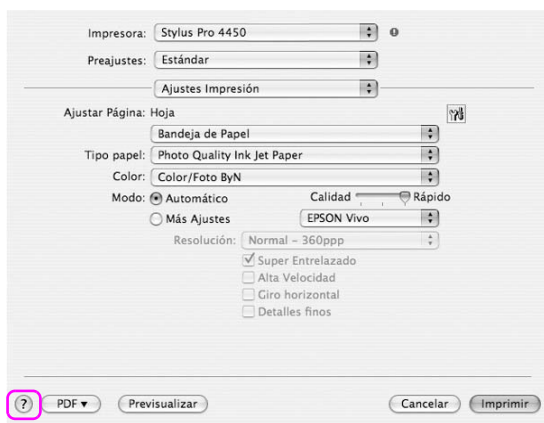 Impresora: Stylus Pro 4450
Preajustes: Estándar
Ajustes Impresión
Ajustar Página: Hoja
Bandeja de Papel
Tipo papel: Photo Quality Ink Jet Paper
Color: Color/Foto ByN
Modo: Automático Calidad Rápido
Más Ajustes EPSON Vivo
Resolución: Normal – 360ppp
Super Entrelazado
Alta Velocidad
Giro horizontal
Detalles finos
? PDF Previsualizar Cancelar Imprimir